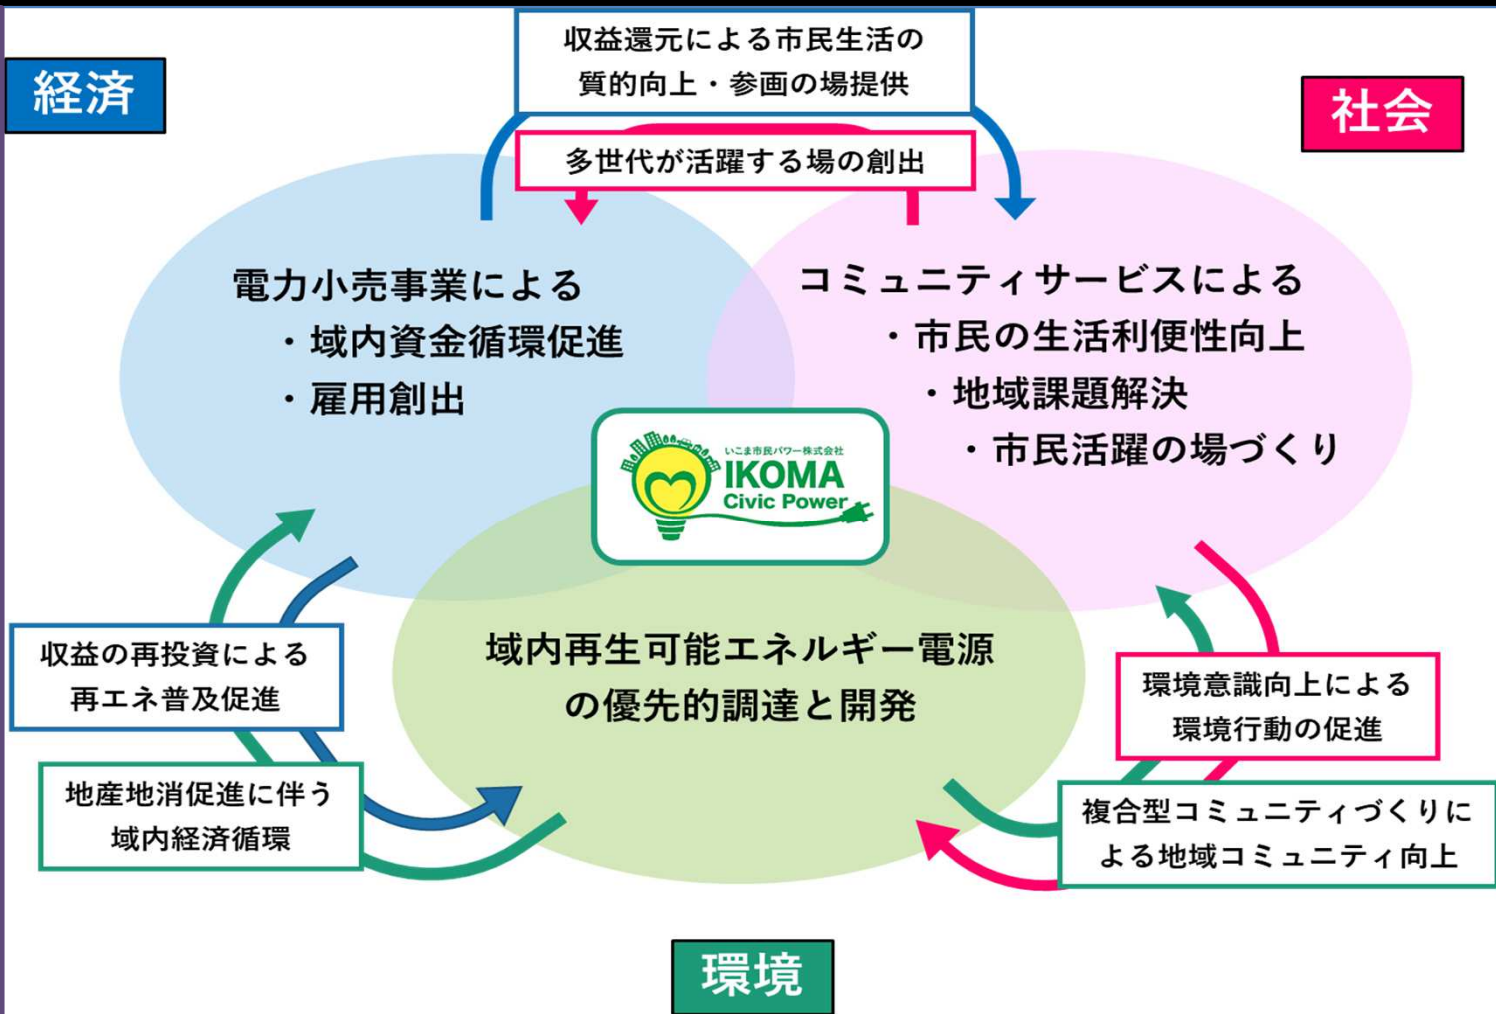 収益還元による市民生活の
質的向上・参画の場提供
経済
社会
多世代が活躍する場の創出
電力小売事業による
・域内資金循環促進
・雇用創出
コミュニティサービスによる
・市民の生活利便性向上
・地域課題解決
・市民活躍の場づくり
いこま市民パワー株式会社
IKOMA
Civic Power
域内再生可能エネルギー電源
の優先的調達と開発
収益の再投資による
再エネ普及促進
地産地消促進に伴う
域内経済循環
環境意識向上による
環境行動の促進
複合型コミュニティづくりに
よる地域コミュニティ向上
環境